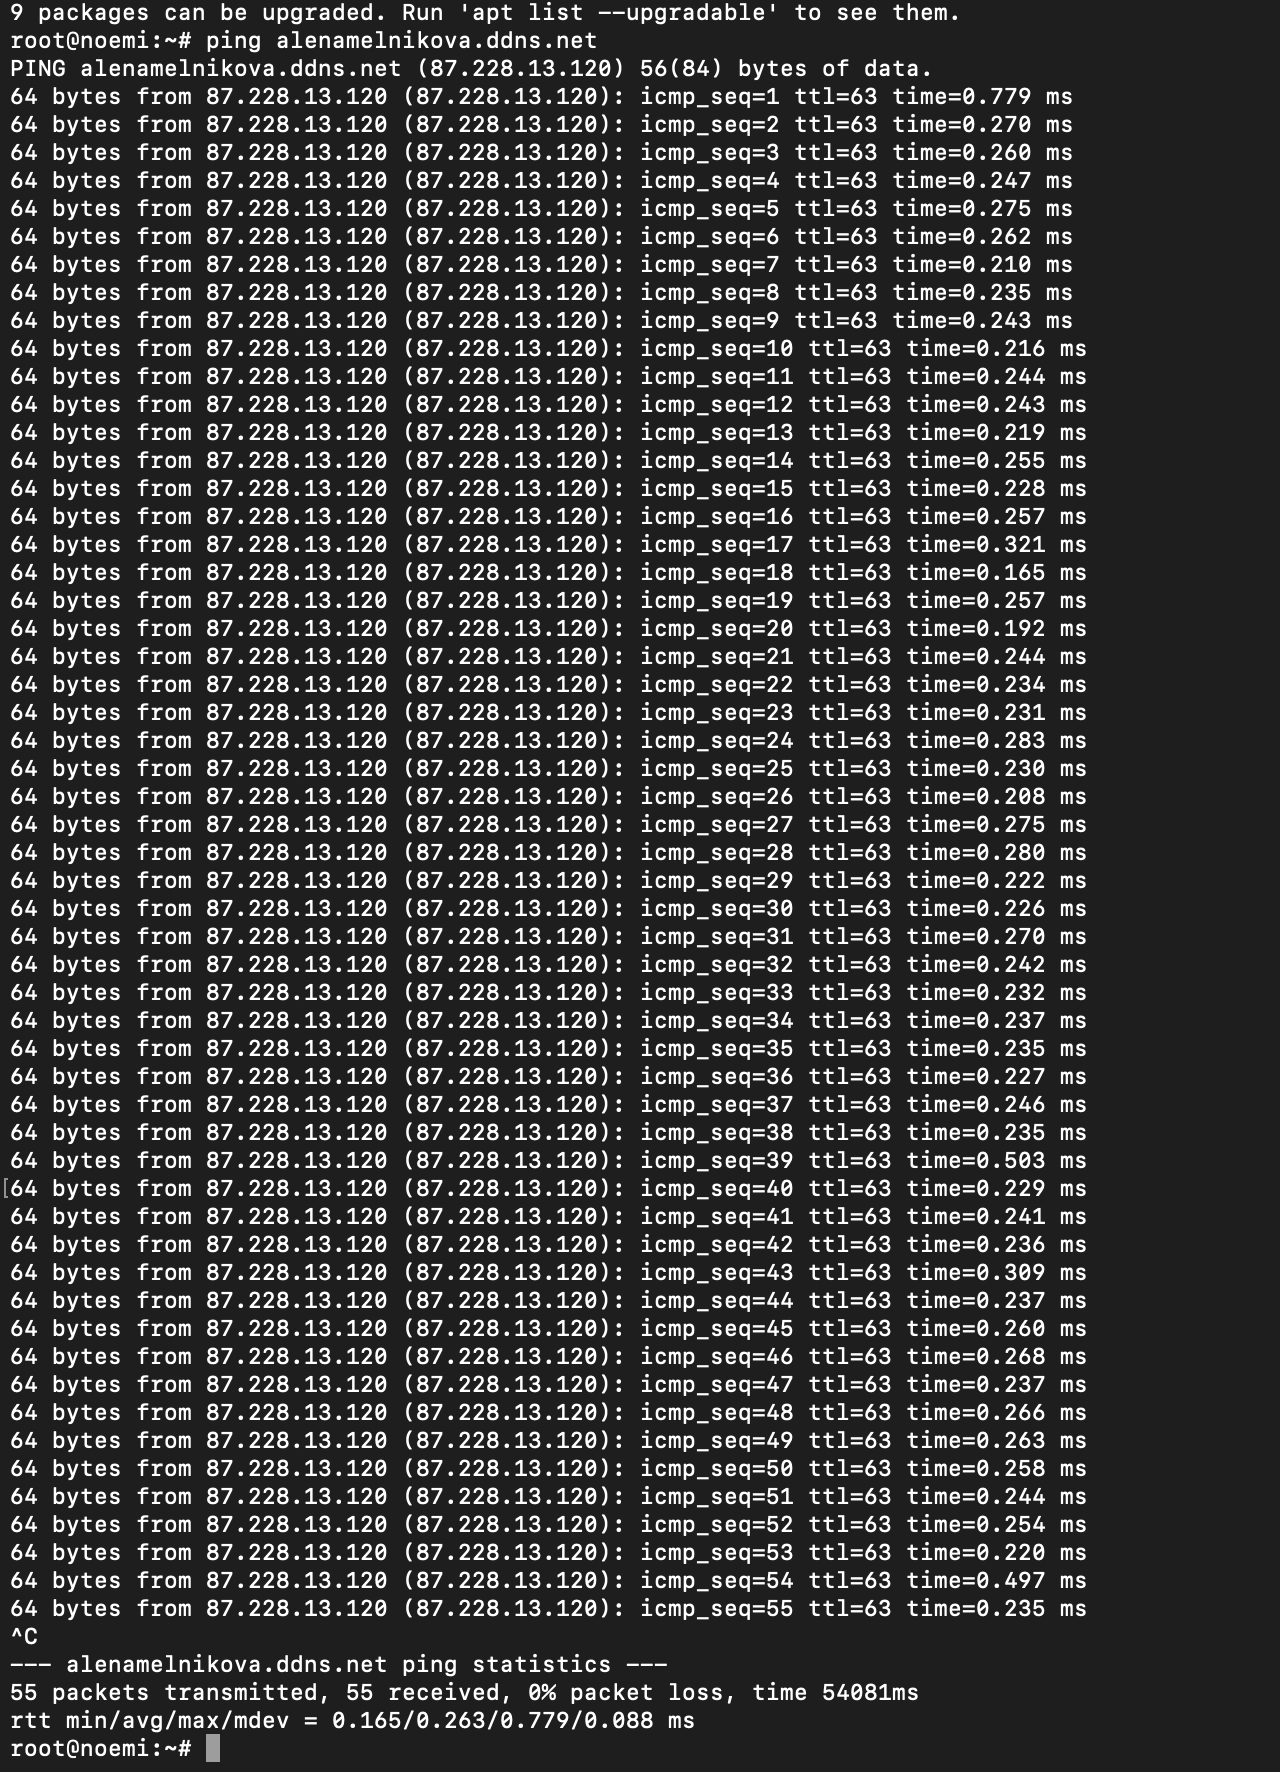 9 packages can be upgraded. Run 'apt list --upgradable' to see them.
root@noemi:~# ping alenamelnikova.ddns.net
PING alenamelnikova.ddns.net (87.228.13.120) 56(84) bytes of data.
64 bytes from 87.228.13.120 (87.228.13.120): icmp_seq=1 ttl=63 time=0.779 ms
64 bytes from 87.228.13.120 (87.228.13.120): icmp_seq=2 ttl=63 time=0.270 ms
64 bytes from 87.228.13.120 (87.228.13.120): icmp_seq=3 ttl=63 time=0.260 ms
64 bytes from 87.228.13.120 (87.228.13.120): icmp_seq=4 ttl=63 time=0.247 ms
64 bytes from 87.228.13.120 (87.228.13.120): icmp_seq=5 ttl=63 time=0.275 ms
64 bytes from 87.228.13.120 (87.228.13.120): icmp_seq=6 ttl=63 time=0.262 ms
64 bytes from 87.228.13.120 (87.228.13.120): icmp_seq=7 ttl=63 time=0.210 ms
64 bytes from 87.228.13.120 (87.228.13.120): icmp_seq=8 ttl=63 time=0.235 ms
64 bytes from 87.228.13.120 (87.228.13.120): icmp_seq=9 ttl=63 time=0.243 ms
64 bytes from 87.228.13.120 (87.228.13.120): icmp_seq=10 ttl=63 time=0.216 ms
64 bytes from 87.228.13.120 (87.228.13.120): icmp_seq=11 ttl=63 time=0.244 ms
64 bytes from 87.228.13.120 (87.228.13.120): icmp_seq=12 ttl=63 time=0.243 ms
64 bytes from 87.228.13.120 (87.228.13.120): icmp_seq=13 ttl=63 time=0.219 ms
64 bytes from 87.228.13.120 (87.228.13.120): icmp_seq=14 ttl=63 time=0.255 ms
64 bytes from 87.228.13.120 (87.228.13.120): icmp_seq=15 ttl=63 time=0.228 ms
64 bytes from 87.228.13.120 (87.228.13.120): icmp_seq=16 ttl=63 time=0.257 ms
64 bytes from 87.228.13.120 (87.228.13.120): icmp_seq=17 ttl=63 time=0.321 ms
64 bytes from 87.228.13.120 (87.228.13.120): icmp_seq=18 ttl=63 time=0.165 ms
64 bytes from 87.228.13.120 (87.228.13.120): icmp_seq=19 ttl=63 time=0.257 ms
64 bytes from 87.228.13.120 (87.228.13.120): icmp_seq=20 ttl=63 time=0.192 ms
64 bytes from 87.228.13.120 (87.228.13.120): icmp_seq=21 ttl=63 time=0.244 ms
64 bytes from 87.228.13.120 (87.228.13.120): icmp_seq=22 ttl=63 time=0.234 ms
64 bytes from 87.228.13.120 (87.228.13.120): icmp_seq=23 ttl=63 time=0.231 ms
64 bytes from 87.228.13.120 (87.228.13.120): icmp_seq=24 ttl=63 time=0.283 ms
64 bytes from 87.228.13.120 (87.228.13.120): icmp_seq=25 ttl=63 time=0.230 ms
64 bytes from 87.228.13.120 (87.228.13.120): icmp_seq=26 ttl=63 time=0.208 ms
64 bytes from 87.228.13.120 (87.228.13.120): icmp_seq=27 ttl=63 time=0.275 ms
64 bytes from 87.228.13.120 (87.228.13.120): icmp_seq=28 ttl=63 time=0.280 ms
64 bytes from 87.228.13.120 (87.228.13.120): icmp_seq=29 ttl=63 time=0.222 ms
64 bytes from 87.228.13.120 (87.228.13.120): icmp_seq=30 ttl=63 time=0.226 ms
64 bytes from 87.228.13.120 (87.228.13.120): icmp_seq=31 ttl=63 time=0.270 ms
64 bytes from 87.228.13.120 (87.228.13.120): icmp_seq=32 ttl=63 time=0.242 ms
64 bytes from 87.228.13.120 (87.228.13.120): icmp_seq=33 ttl=63 time=0.232 ms
64 bytes from 87.228.13.120 (87.228.13.120): icmp_seq=34 ttl=63 time=0.237 ms
64 bytes from 87.228.13.120 (87.228.13.120): icmp_seq=35 ttl=63 time=0.235 ms
64 bytes from 87.228.13.120 (87.228.13.120): icmp_seq=36 ttl=63 time=0.227 ms
64 bytes from 87.228.13.120 (87.228.13.120): icmp_seq=37 ttl=63 time=0.246 ms
64 bytes from 87.228.13.120 (87.228.13.120): icmp_seq=38 ttl=63 time=0.235 ms
64 bytes from 87.228.13.120 (87.228.13.120): icmp_seq=39 ttl=63 time=0.503 ms
[64 bytes from 87.228.13.120 (87.228.13.120): icmp_seq=40 ttl=63 time=0.229 ms
64 bytes from 87.228.13.120 (87.228.13.120): icmp_seq=41 ttl=63 time=0.241 ms
64 bytes from 87.228.13.120 (87.228.13.120): icmp_seq=42 ttl=63 time=0.236 ms
64 bytes from 87.228.13.120 (87.228.13.120): icmp_seq=43 ttl=63 time=0.309 ms
64 bytes from 87.228.13.120 (87.228.13.120): icmp_seq=44 ttl=63 time=0.237 ms
64 bytes from 87.228.13.120 (87.228.13.120): icmp_seq=45 ttl=63 time=0.260 ms
64 bytes from 87.228.13.120 (87.228.13.120): icmp_seq=46 ttl=63 time=0.268 ms
64 bytes from 87.228.13.120 (87.228.13.120): icmp_seq=47 ttl=63 time=0.237 ms
64 bytes from 87.228.13.120 (87.228.13.120): icmp_seq=48 ttl=63 time=0.266 ms
64 bytes from 87.228.13.120 (87.228.13.120): icmp_seq=49 ttl=63 time=0.263 ms
64 bytes from 87.228.13.120 (87.228.13.120): icmp_seq=50 ttl=63 time=0.258 ms
64 bytes from 87.228.13.120 (87.228.13.120): icmp_seq=51 ttl=63 time=0.244 ms
64 bytes from 87.228.13.120 (87.228.13.120): icmp_seq=52 ttl=63 time=0.254 ms
64 bytes from 87.228.13.120 (87.228.13.120): icmp_seq=53 ttl=63 time=0.220 ms
64 bytes from 87.228.13.120 (87.228.13.120): icmp_seq=54 ttl=63 time=0.497 ms
64 bytes from 87.228.13.120 (87.228.13.120): icmp_seq=55 ttl=63 time=0.235 ms
^C
--- alenamelnikova.ddns.net ping statistics ---
55 packets transmitted, 55 received, 0% packet loss, time 54081ms
rtt min/avg/max/mdev = 0.165/0.263/0.779/0.088 ms
root@noemi:~#